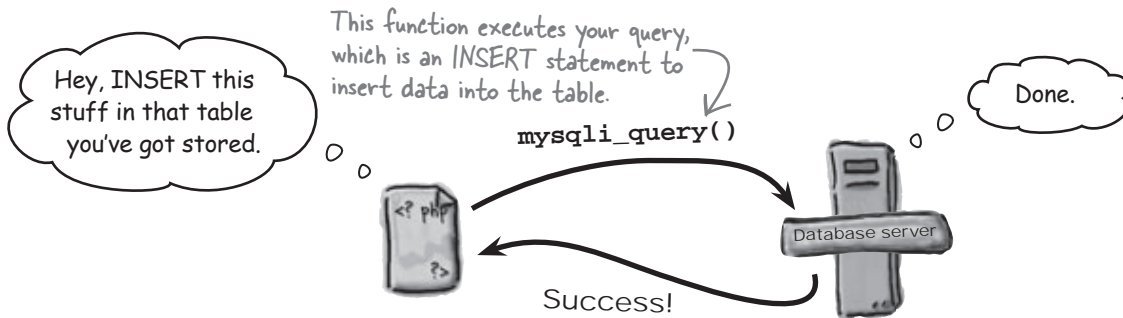 This function executes your query,
which is an INSERT statement to
insert data into the table.
Hey, INSERT this
stuff in that table
you've got stored.
Done.
mysqli_query()
<? php
?>
Database server
Success!